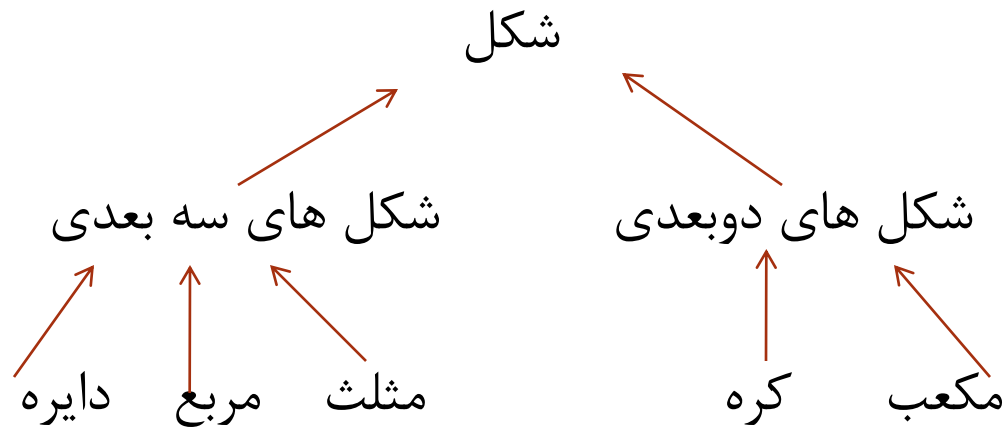 شکل
شکل های دوبعدی
شکل های سه بعدی
مکعب
کره
مثلث
مربع
دایره